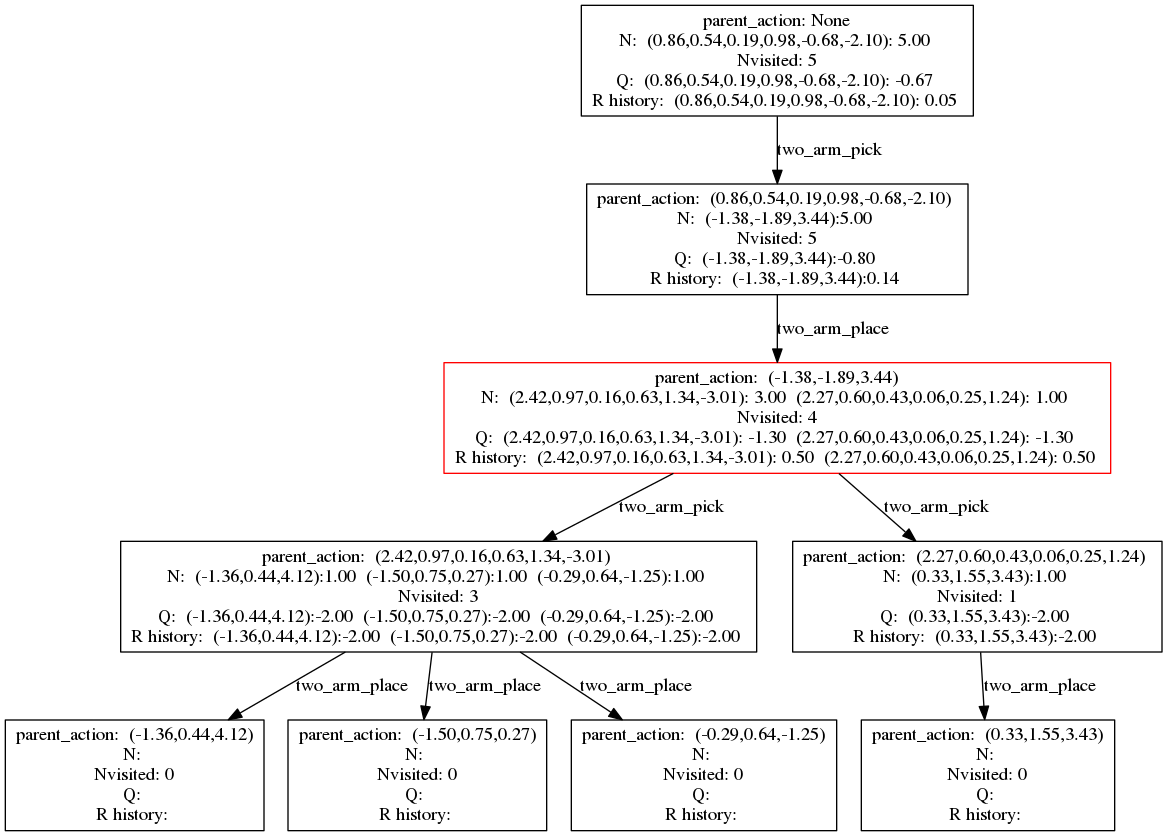 parent_action: None
N: (0.86,0.54,0.19,0.98,-0.68,-2.10): 5.00
Nvisited: 5
Q: (0.86,0.54,0.19,0.98,-0.68,-2.10): -0.67
R history: (0.86,0.54,0.19,0.98,-0.68,-2.10): 0.05
two_arm_pick
parent_action: (0.86,0.54,0.19,0.98,-0.68,-2.10)
N: (-1.38,-1.89,3.44):5.00
Nvisited: 5
Q: (-1.38,-1.89,3.44):-0.80
R history: (-1.38,-1.89,3.44):0.14
two_arm_place
parent_action: (-1.38,-1.89,3.44)
N: (2.42,0.97,0.16,0.63,1.34,-3.01): 3.00 (2.27,0.60,0.43,0.06,0.25,1.24): 1.00
Nvisited: 4
Q: (2.42,0.97,0.16,0.63,1.34,-3.01): -1.30 (2.27,0.60,0.43,0.06,0.25,1.24): -1.30
R history: (2.42,0.97,0.16,0.63,1.34,-3.01): 0.50 (2.27,0.60,0.43,0.06,0.25,1.24): 0.50
two_arm_pick
two_arm_pick
parent_action: (2.42,0.97,0.16,0.63,1.34,-3.01)
N: (-1.36,0.44,4.12):1.00 (-1.50,0.75,0.27):1.00 (-0.29,0.64,-1.25):1.00
Nvisited: 3
Q: (-1.36,0.44,4.12):-2.00 (-1.50,0.75,0.27):-2.00 (-0.29,0.64,-1.25):-2.00
R history: (-1.36,0.44,4.12):-2.00 (-1.50,0.75,0.27):-2.00 (-0.29,0.64,-1.25):-2.00
parent_action: (2.27,0.60,0.43,0.06,0.25,1.24)
N: (0.33,1.55,3.43):1.00
Nvisited: 1
Q: (0.33,1.55,3.43):-2.00
R history: (0.33,1.55,3.43):-2.00
two_arm_place
two_arm_place
two_arm_place
two_arm_place
parent_action: (-1.36,0.44,4.12)
N:
Nvisited: 0
Q:
R history:
parent_action: (-1.50,0.75,0.27)
N:
Nvisited: 0
Q:
R history:
parent_action: (-0.29,0.64,-1.25)
N:
Nvisited: 0
Q:
R history:
parent_action: (0.33,1.55,3.43)
N:
Nvisited: 0
Q:
R history: